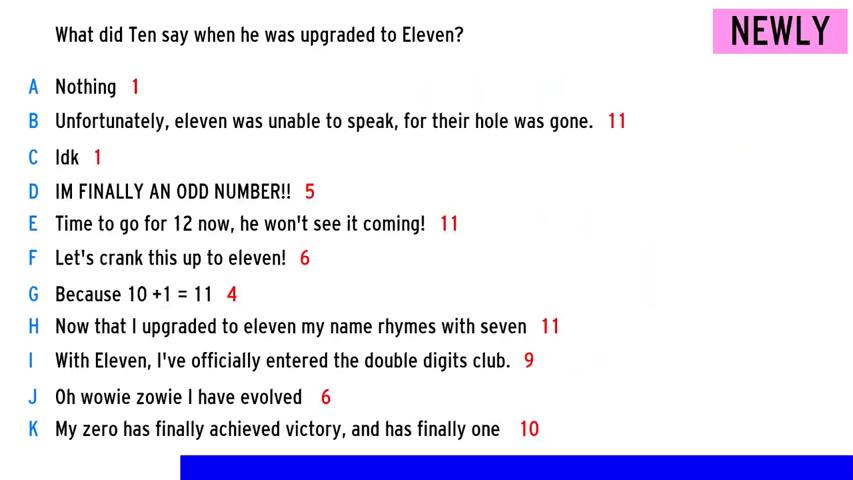 What did Ten say when he was upgraded to Eleven?
NEWLY
A Nothing 1
B Unfortunately, eleven was unable to speak, for their hole was gone. 11
C Idk 1
D IM FINALLY AN ODD NUMBER!! 5
E Time to go for 12 now, he won't see it coming! 11
F Let's crank this up to eleven! 6
G Because 10 +1 = 11 4
H Now that I upgraded to eleven my name rhymes with seven 11
I With Eleven, I've officially entered the double digits club. 9
J Oh wowie zowie I have evolved 6
K My zero has finally achieved victory, and has finally one 10